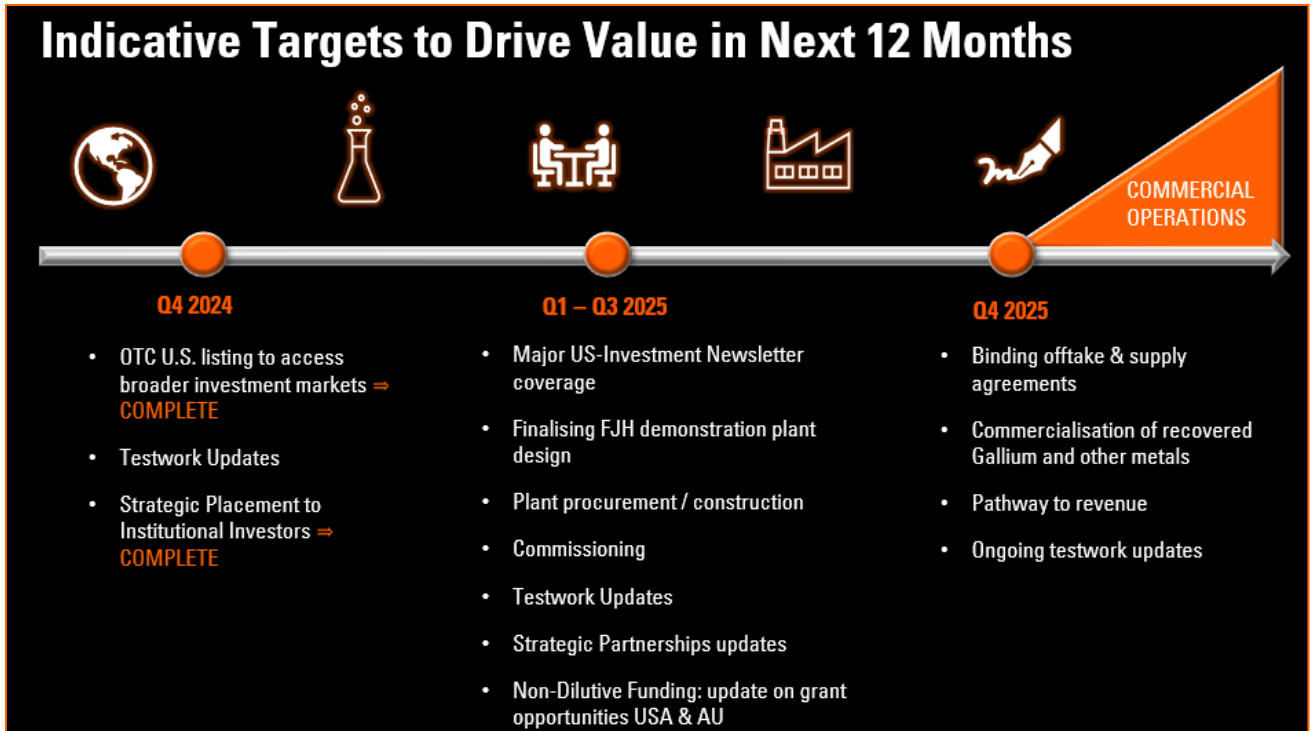 Indicative Targets to Drive Value in Next 12 Months
COMMERCIAL
OPERATIONS
Q4 2024
• OTC U.S. listing to access
broader investment markets ⇒
COMPLETE
• Testwork Updates
• Strategic Placement to
Institutional Investors ⇒
COMPLETE
Q1 – Q3 2025
• Major US-Investment Newsletter
coverage
• Finalising FJH demonstration plant
design
• Plant procurement / construction
• Commissioning
• Testwork Updates
• Strategic Partnerships updates
• Non-Dilutive Funding: update on grant
opportunities USA & AU
Q4 2025
• Binding offtake & supply
agreements
• Commercialisation of recovered
Gallium and other metals
• Pathway to revenue
• Ongoing testwork updates